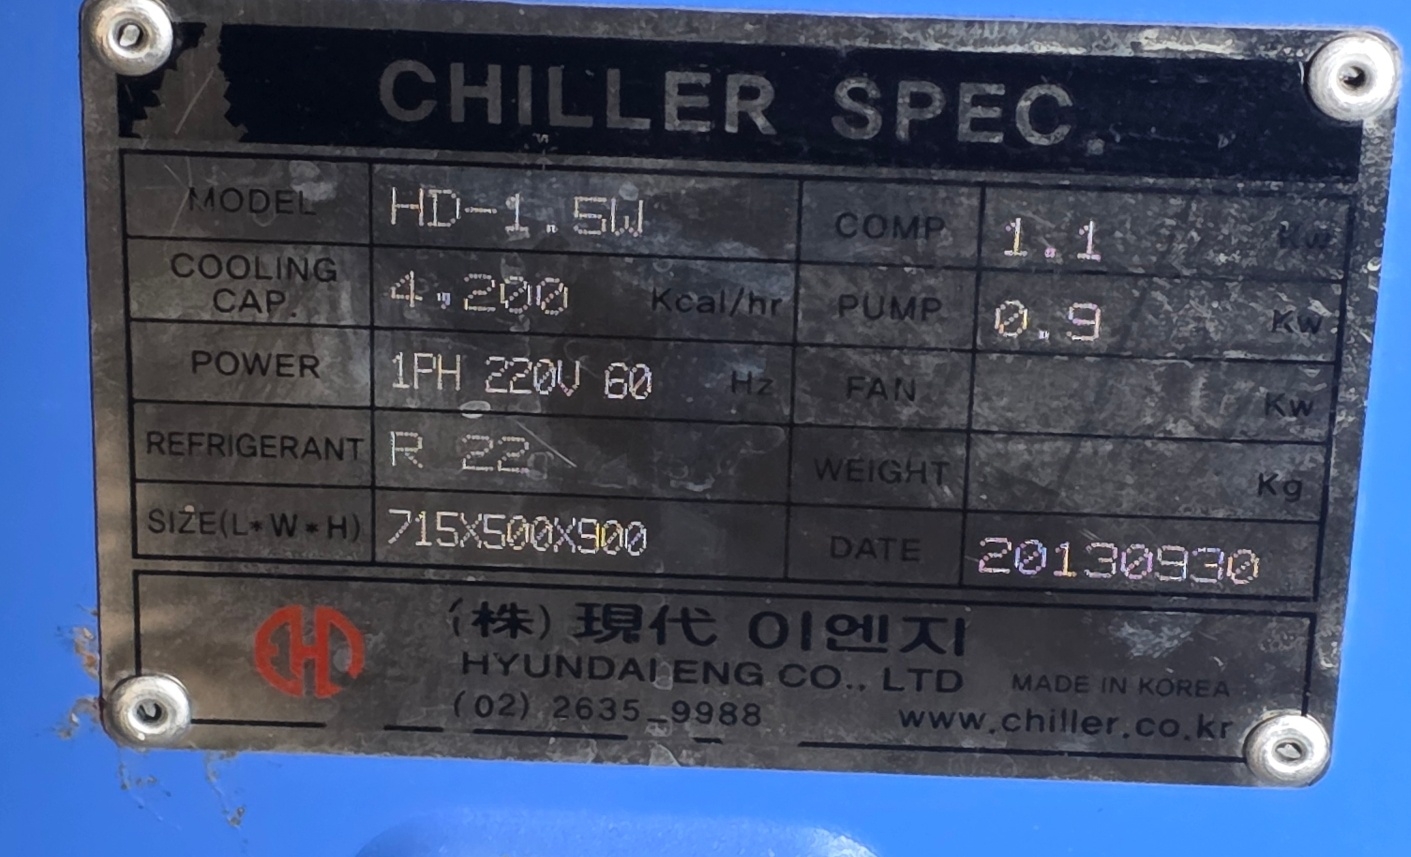 CHILLER SPEC.
MODEL HD-1.5W COMP 1.1 Kw
COOLING CAP. 4,200 Kcal/hr PUMP 0.9 Kw
POWER 1PH 220V 60 Hz FAN Kw
REFRIGERANT R 22 WEIGHT Kg
SIZE(L*W*H) 715X500X900 DATE 20130930
(株) 現代 이엔지
HYUNDAI ENG CO., LTD MADE IN KOREA
(02) 2635-9988 www.chiller.co.kr